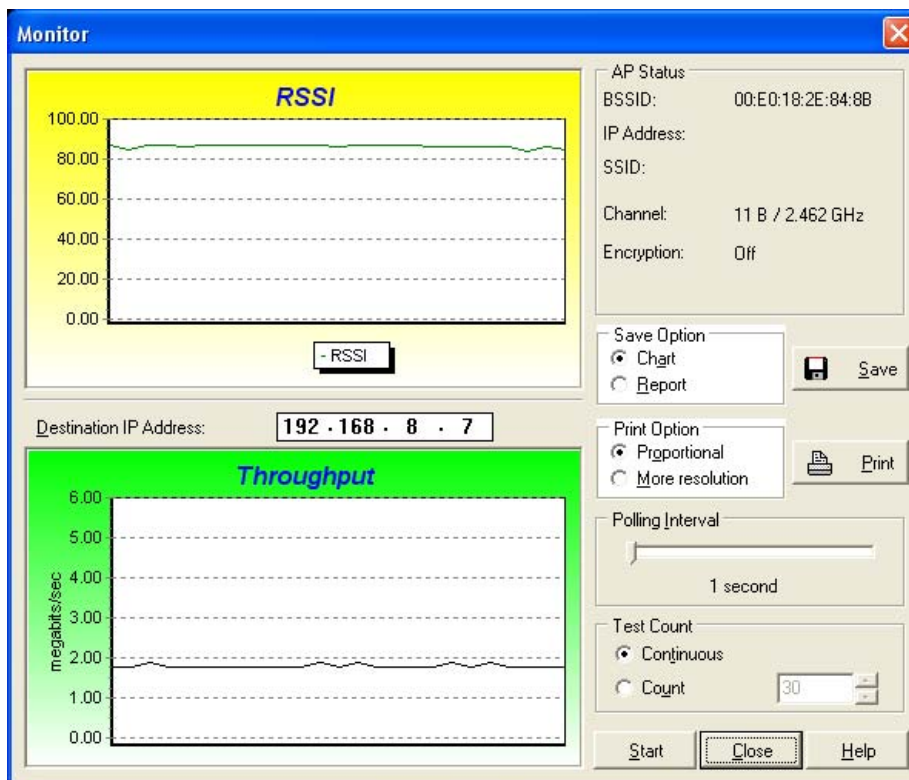 Monitor
RSSI
100.00
80.00
60.00
40.00
20.00
0.00
- RSSI
Destination IP Address: 192 . 168 . 8 . 7
Throughput
megabits/sec
6.00
5.00
4.00
3.00
2.00
1.00
0.00
AP Status
BSSID: 00:E0:18:2E:84:8B
IP Address:
SSID:
Channel: 11 B / 2.462 GHz
Encryption: Off
Save Option
Chart
Report
Save
Print Option
Proportional
More resolution
Print
Polling Interval
1 second
Test Count
Continuous
Count 30
Start Close Help